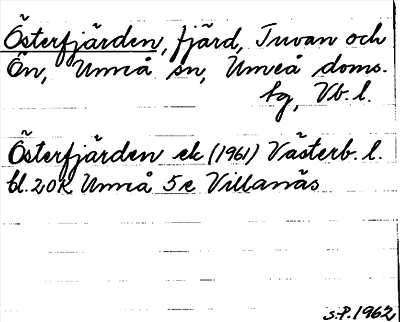 Österfjärden, fjärd, Tuvan och
Ön, Umeå sn, Umeå doms.
tg, Vb. l.
Österfjärden ek (1961) Västerb. l.
bl. 20K Umeå 5e Villanäs
S.P. 1962